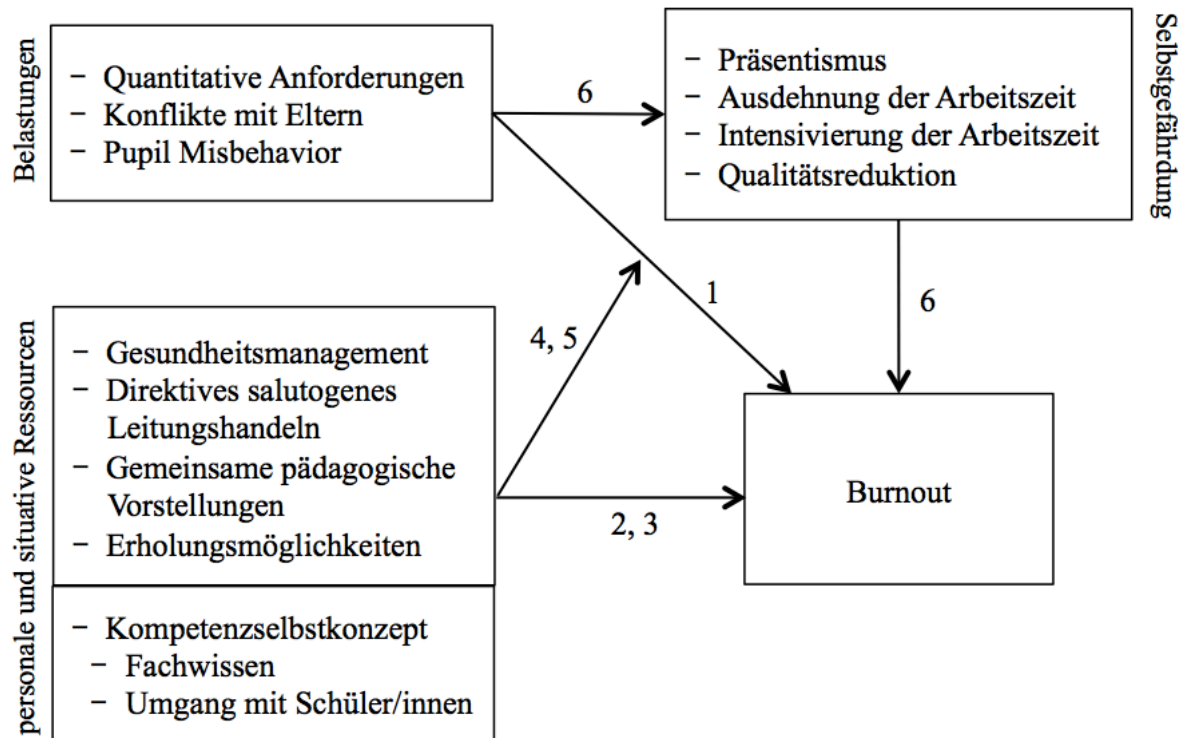 Belastungen
− Quantitative Anforderungen
− Konflikte mit Eltern
− Pupil Misbehavior
6
− Präsentismus
− Ausdehnung der Arbeitszeit
− Intensivierung der Arbeitszeit
− Qualitätsreduktion
Selbstgefährdung
1
6
4, 5
personale und situative Ressourcen
− Gesundheitsmanagement
− Direktives salutogenes
Leitungshandeln
− Gemeinsame pädagogische
Vorstellungen
− Erholungsmöglichkeiten
2, 3
Burnout
− Kompetenzselbstkonzept
− Fachwissen
− Umgang mit Schüler/innen